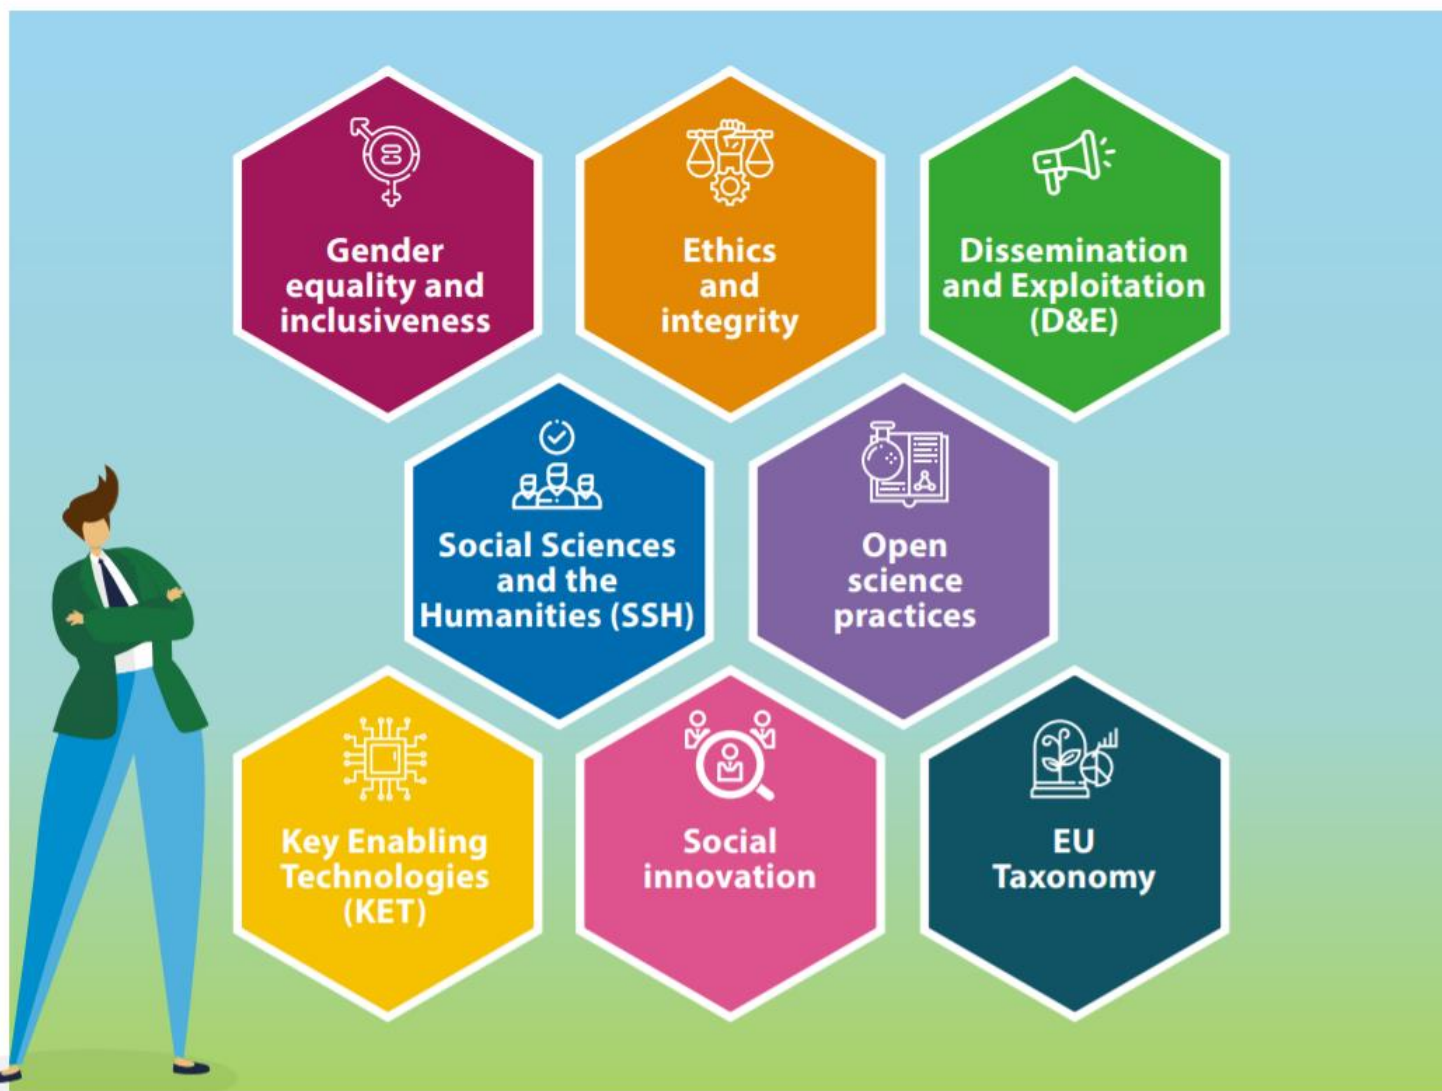 Gender
equality and
inclusiveness
Ethics
and
integrity
Dissemination
and Exploitation
(D&E)
Social Sciences
and the
Humanities (SSH)
Open
science
practices
Key Enabling
Technologies
(KET)
Social
innovation
EU
Taxonomy